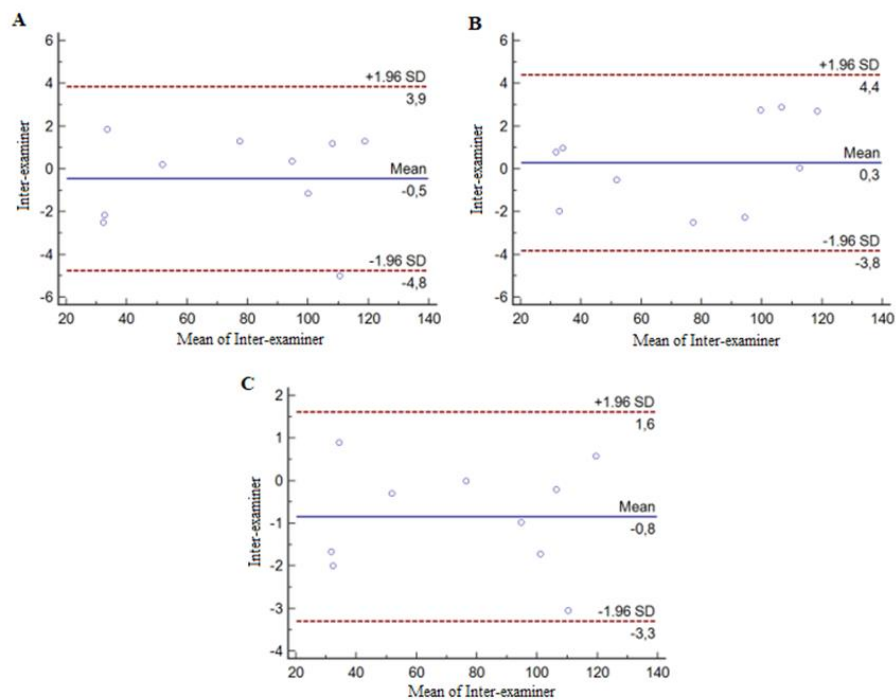 A
6
4
2
0
-2
-4
-6
Inter-examiner
+1.96 SD
3,9
Mean
-0,5
-1.96 SD
-4,8
20 40 60 80 100 120 140
Mean of Inter-examiner
B
6
4
2
0
-2
-4
-6
Inter-examiner
+1.96 SD
4,4
Mean
0,3
-1.96 SD
-3,8
20 40 60 80 100 120 140
Mean of Inter-examiner
C
2
1
0
-1
-2
-3
-4
Inter-examiner
+1.96 SD
1,6
Mean
-0,8
-1.96 SD
-3,3
20 40 60 80 100 120 140
Mean of Inter-examiner